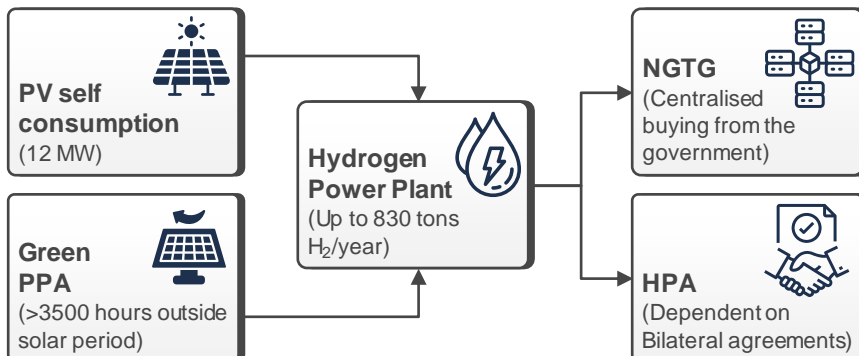 PV self
consumption
(12 MW)
Green
PPA
(>3500 hours outside
solar period)
Hydrogen
Power Plant
(Up to 830 tons
H₂/year)
NGTG
(Centralised
buying from the
government)
HPA
(Dependent on
Bilateral agreements)